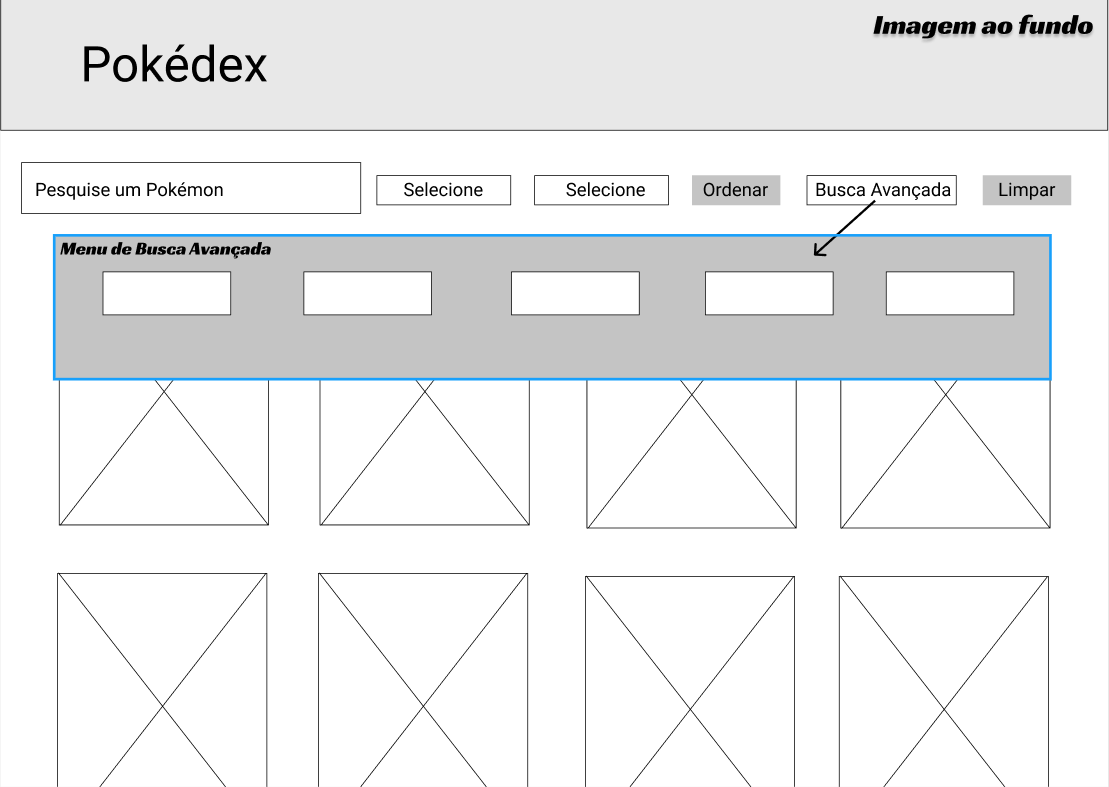 Imagem ao fundo
Pokédex
Pesquise um Pokémon
Selecione
Selecione
Ordenar
Busca Avançada
Limpar
Menu de Busca Avançada